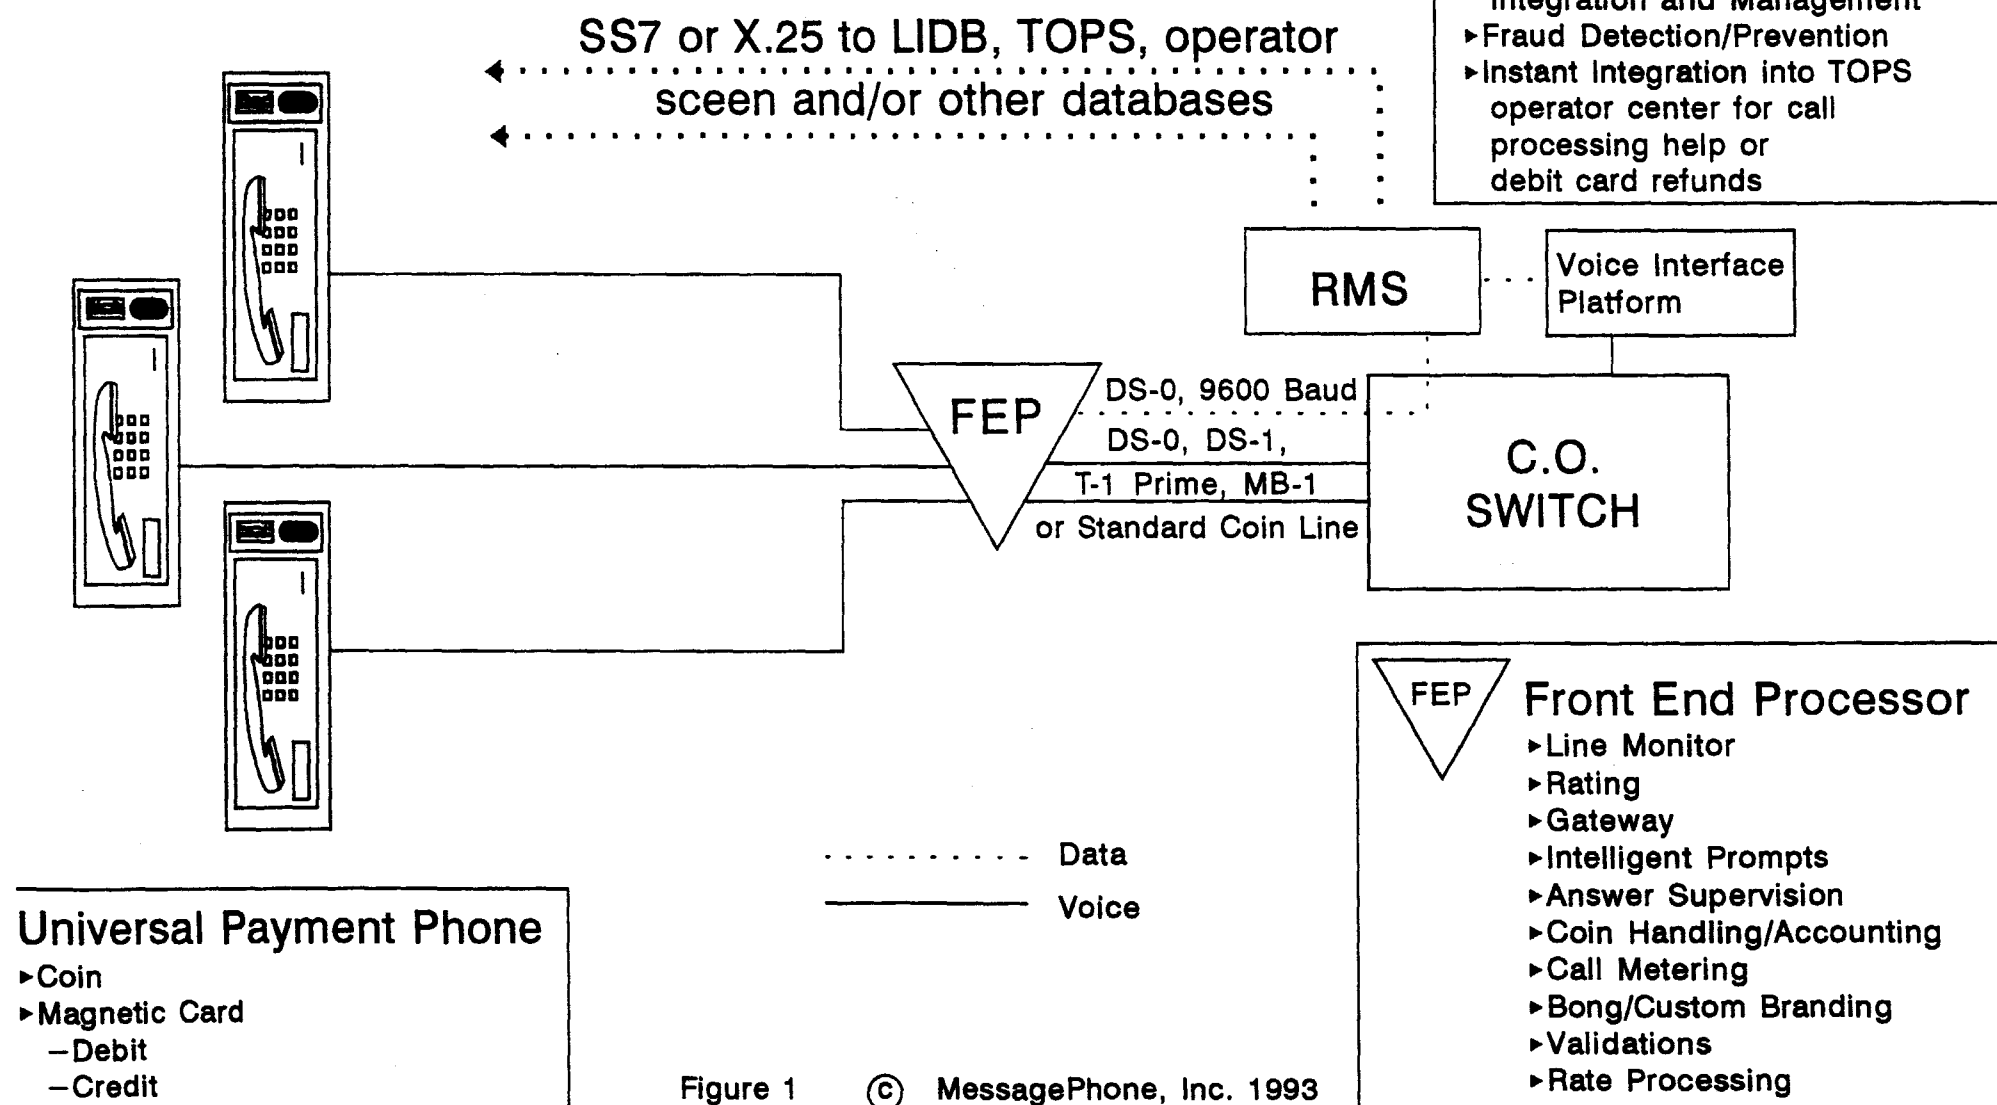 SS7 or X.25 to LIDB, TOPS, operator
sceen and/or other databases
Integration and Management
▸Fraud Detection/Prevention
▸Instant Integration into TOPS
operator center for call
processing help or
debit card refunds
RMS
Voice Interface
Platform
FEP
DS-0, 9600 Baud
DS-0, DS-1,
T-1 Prime, MB-1
or Standard Coin Line
C.O.
SWITCH
FEP
Front End Processor
▸Line Monitor
▸Rating
▸Gateway
▸Intelligent Prompts
▸Answer Supervision
▸Coin Handling/Accounting
▸Call Metering
▸Bong/Custom Branding
▸Validations
▸Rate Processing
Data
Voice
Universal Payment Phone
▸Coin
▸Magnetic Card
–Debit
–Credit
Figure 1 © MessagePhone, Inc. 1993